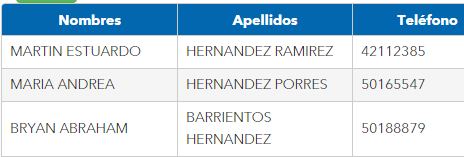 Nombres Apellidos Teléfono
MARTIN ESTUARDO HERNANDEZ RAMIREZ 42112385
MARIA ANDREA HERNANDEZ PORRES 50165547
BRYAN ABRAHAM BARRIENTOS HERNANDEZ 50188879